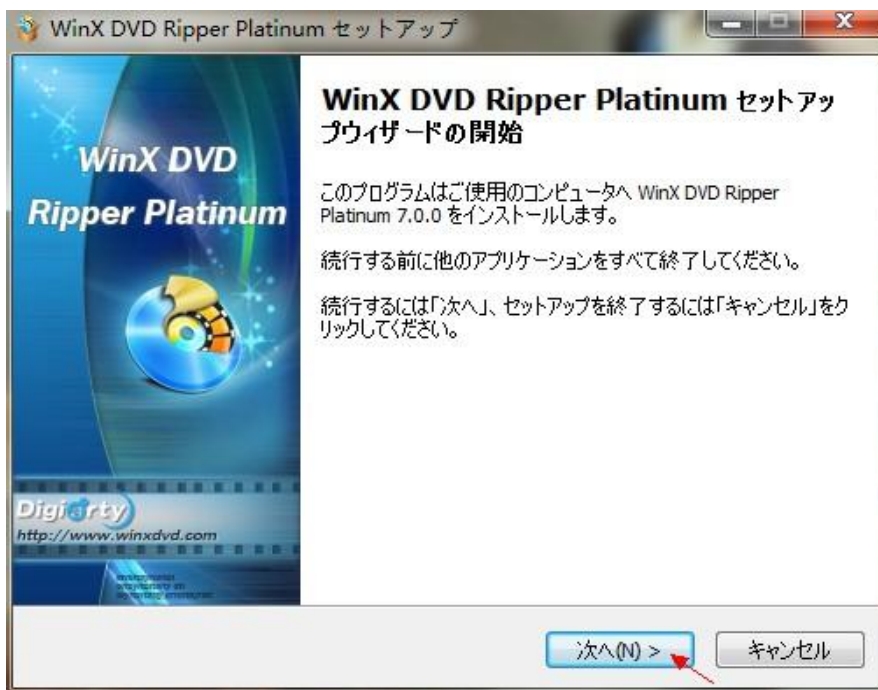 WinX DVD Ripper Platinum セットアップ
WinX DVD
Ripper Platinum
Digiarty
http://www.winxdvd.com
WinX DVD Ripper Platinum セットアッ
プウィザードの開始
このプログラムはご使用のコンピュータへ WinX DVD Ripper
Platinum 7.0.0 をインストールします。
続行する前に他のアプリケーションをすべて終了してください。
続行するには「次へ」、セットアップを終了するには「キャンセル」をク
リックしてください。
次へ(N) >
キャンセル